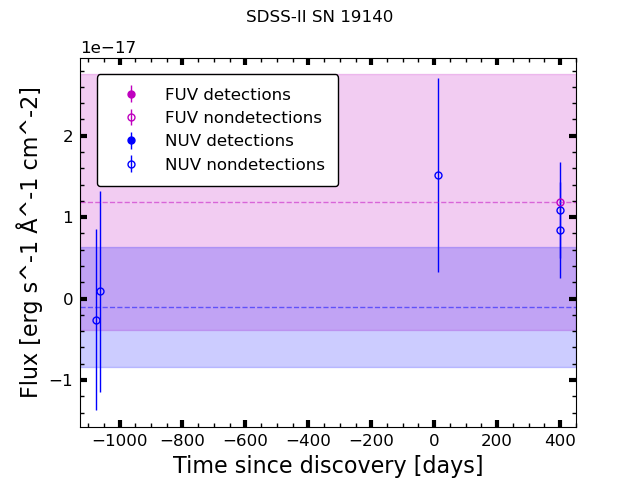 SDSS-II SN 19140
1e−17
FUV detections
FUV nondetections
NUV detections
NUV nondetections
2
1
0
−1
Flux [erg s^-1 Å^-1 cm^-2]
−1000 −800 −600 −400 −200 0 200 400
Time since discovery [days]